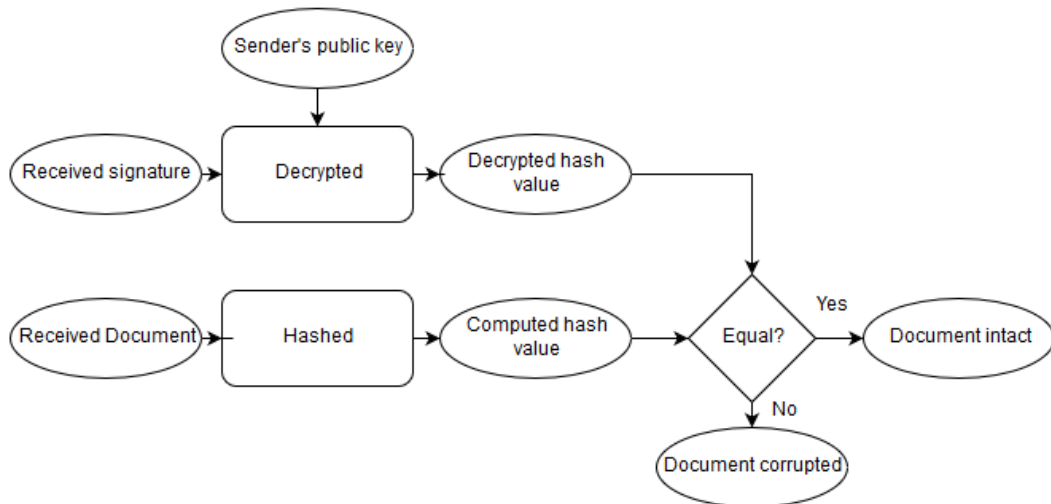 Sender's public key
Received signature
Decrypted
Decrypted hash
value
Received Document
Hashed
Computed hash
value
Equal?
Yes
Document intact
No
Document corrupted